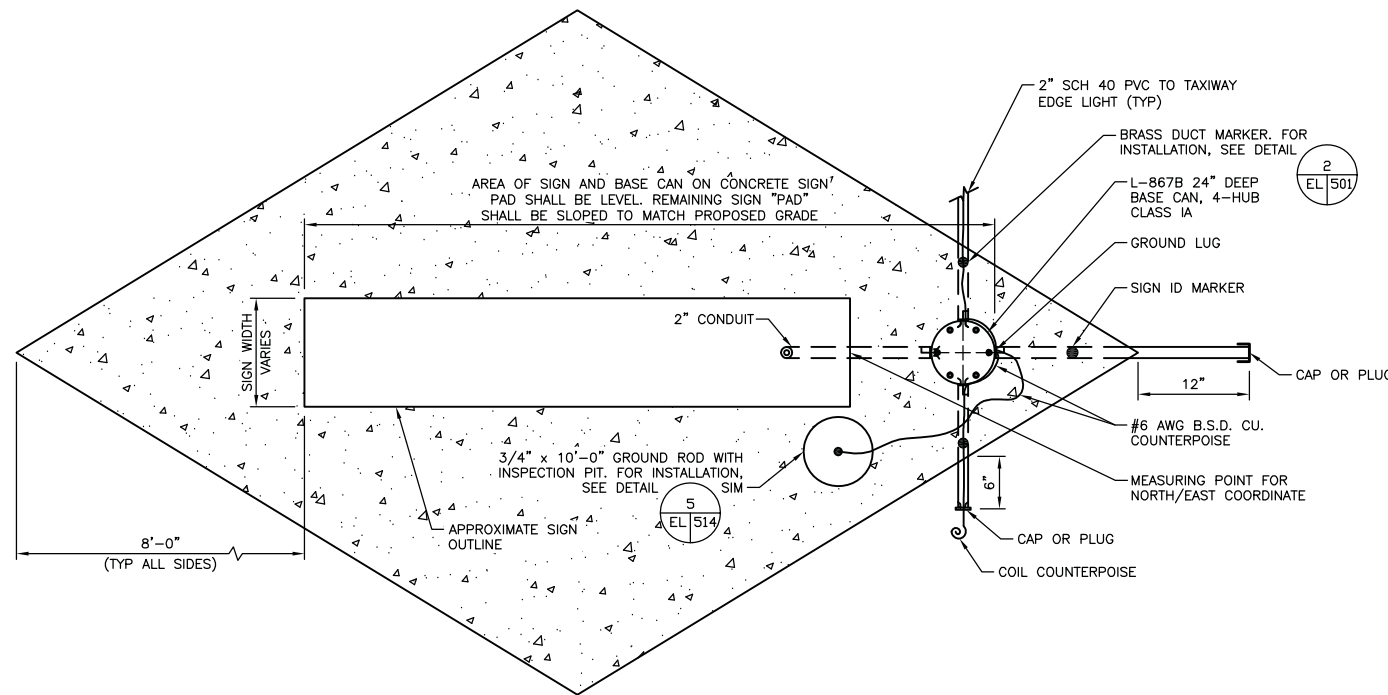 2" SCH 40 PVC TO TAXIWAY
EDGE LIGHT (TYP)
BRASS DUCT MARKER. FOR
INSTALLATION, SEE DETAIL
2
EL 501
AREA OF SIGN AND BASE CAN ON CONCRETE SIGN
PAD SHALL BE LEVEL. REMAINING SIGN "PAD"
SHALL BE SLOPED TO MATCH PROPOSED GRADE
L-867B 24" DEEP
BASE CAN, 4-HUB
CLASS IA
GROUND LUG
SIGN ID MARKER
2" CONDUIT
SIGN WIDTH
VARIES
CAP OR PLUG
12"
#6 AWG B.S.D. CU.
COUNTERPOISE
3/4" x 10'-0" GROUND ROD WITH
INSPECTION PIT. FOR INSTALLATION,
SEE DETAIL SIM
5
EL 514
6"
MEASURING POINT FOR
NORTH/EAST COORDINATE
APPROXIMATE SIGN
OUTLINE
8'-0"
(TYP ALL SIDES)
CAP OR PLUG
COIL COUNTERPOISE